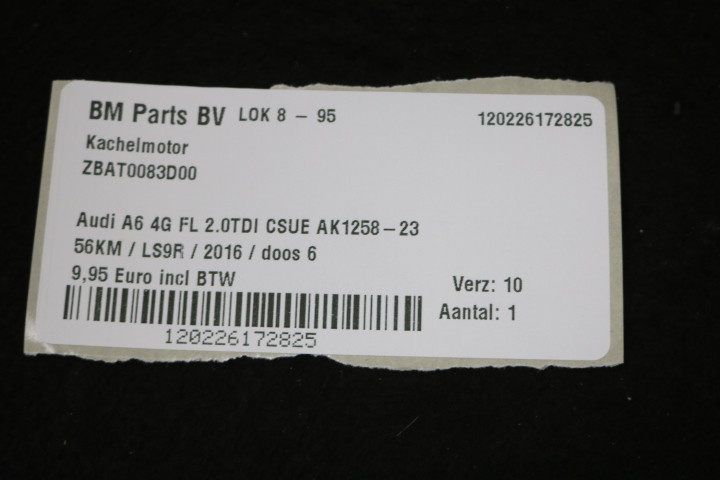 BM Parts BV LOK 8 - 95 120226172825
Kachelmotor
ZBAT0083D00
Audi A6 4G FL 2.0TDI CSUE AK1258-23
56KM / LS9R / 2016 / doos 6
9,95 Euro incl BTW
Verz: 10
Aantal: 1
120226172825